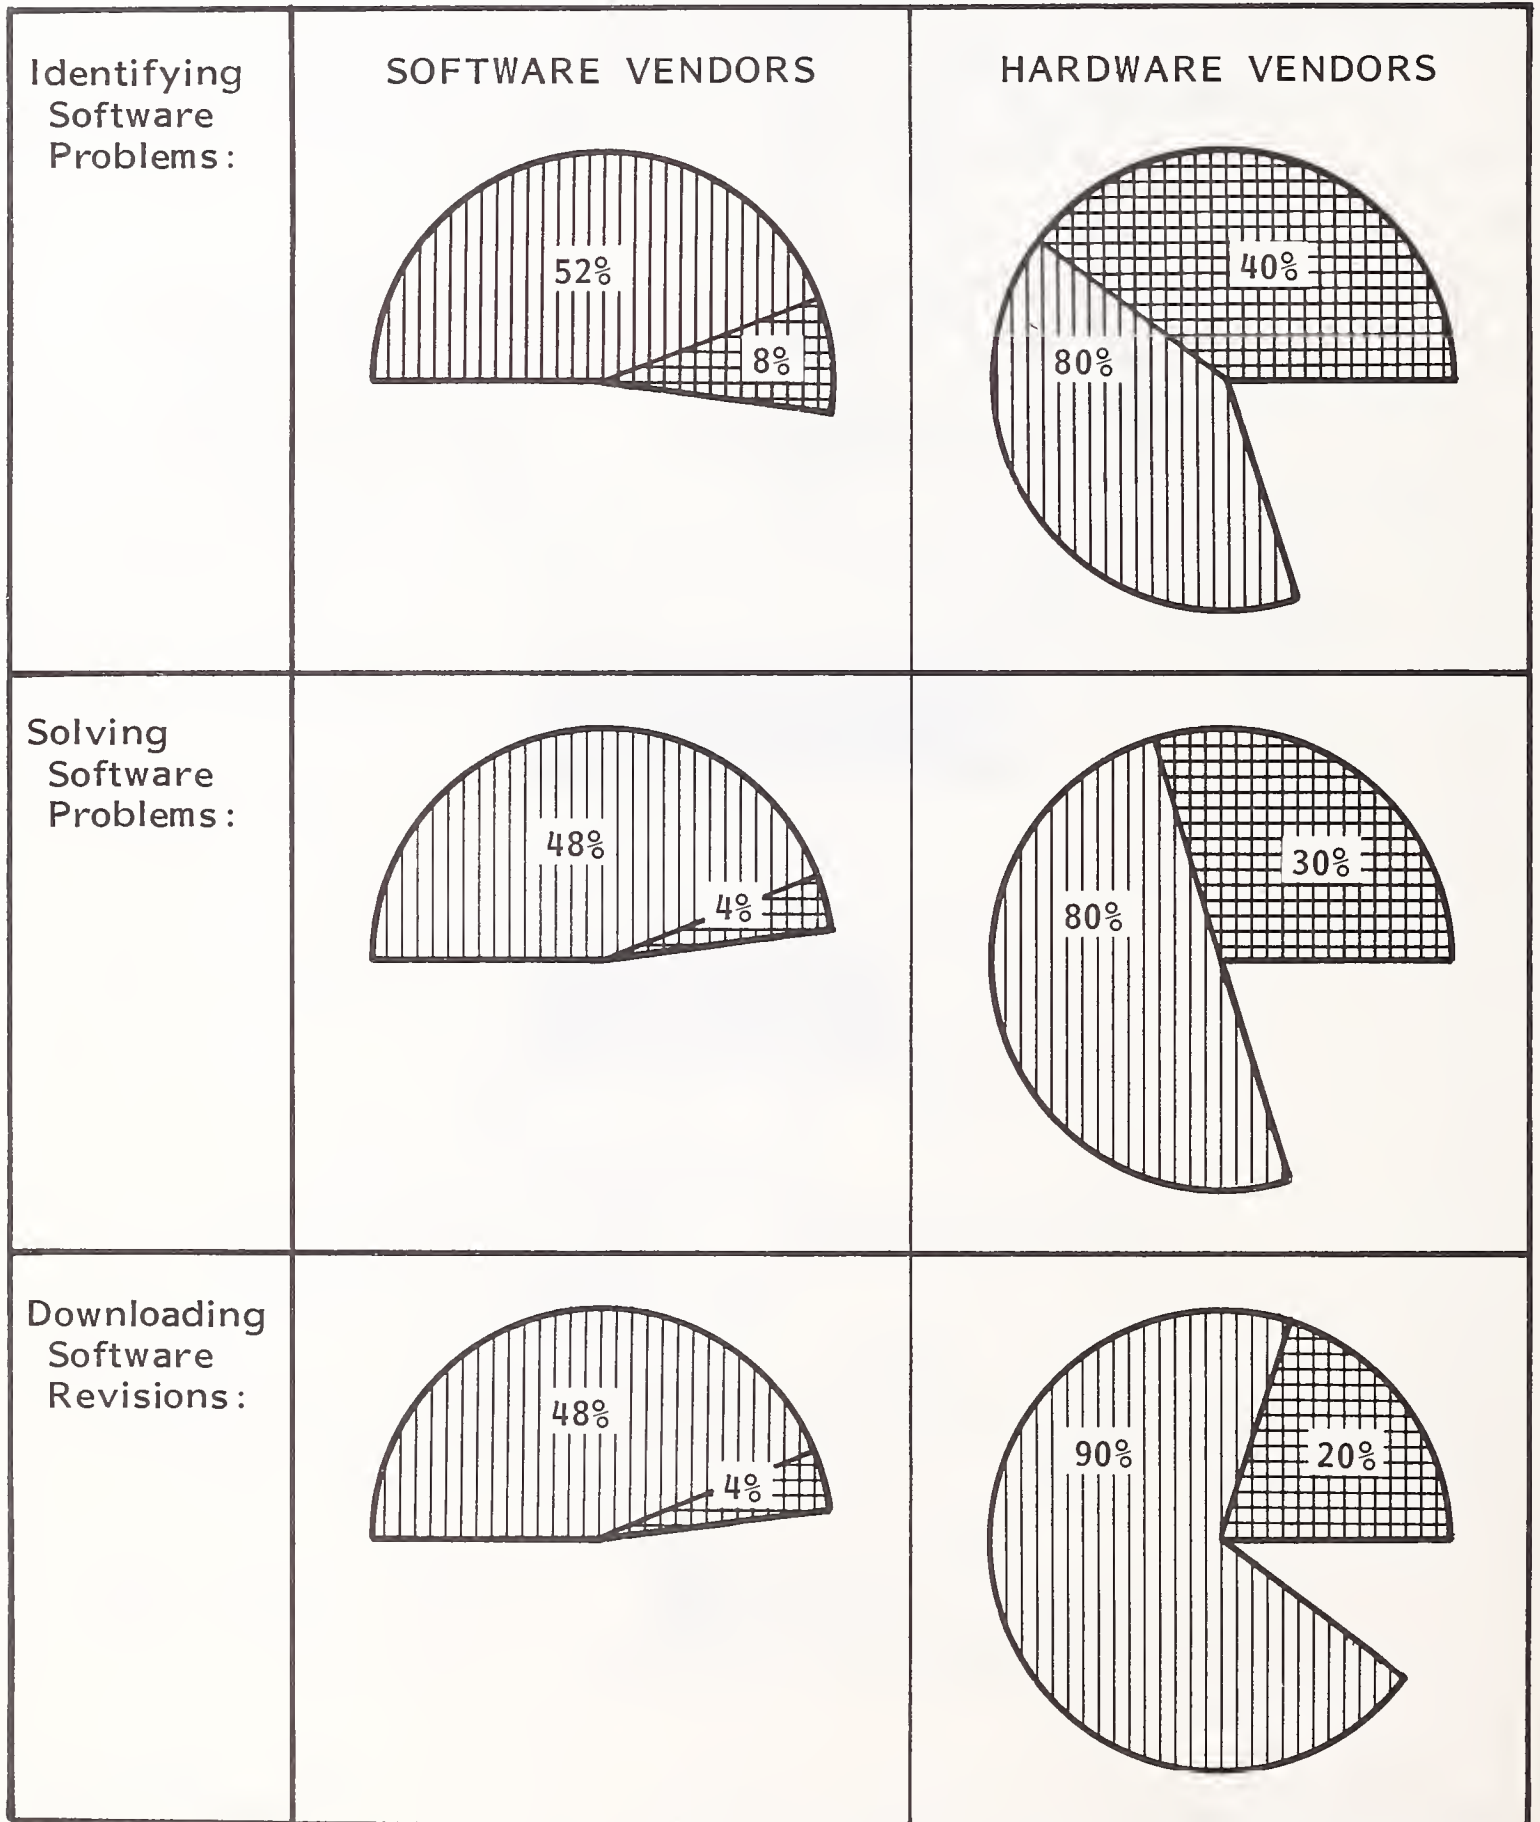 Identifying
Software
Problems:
SOFTWARE VENDORS
HARDWARE VENDORS
52%
8%
40%
80%
Solving
Software
Problems:
48%
4%
30%
80%
Downloading
Software
Revisions:
48%
4%
90%
20%